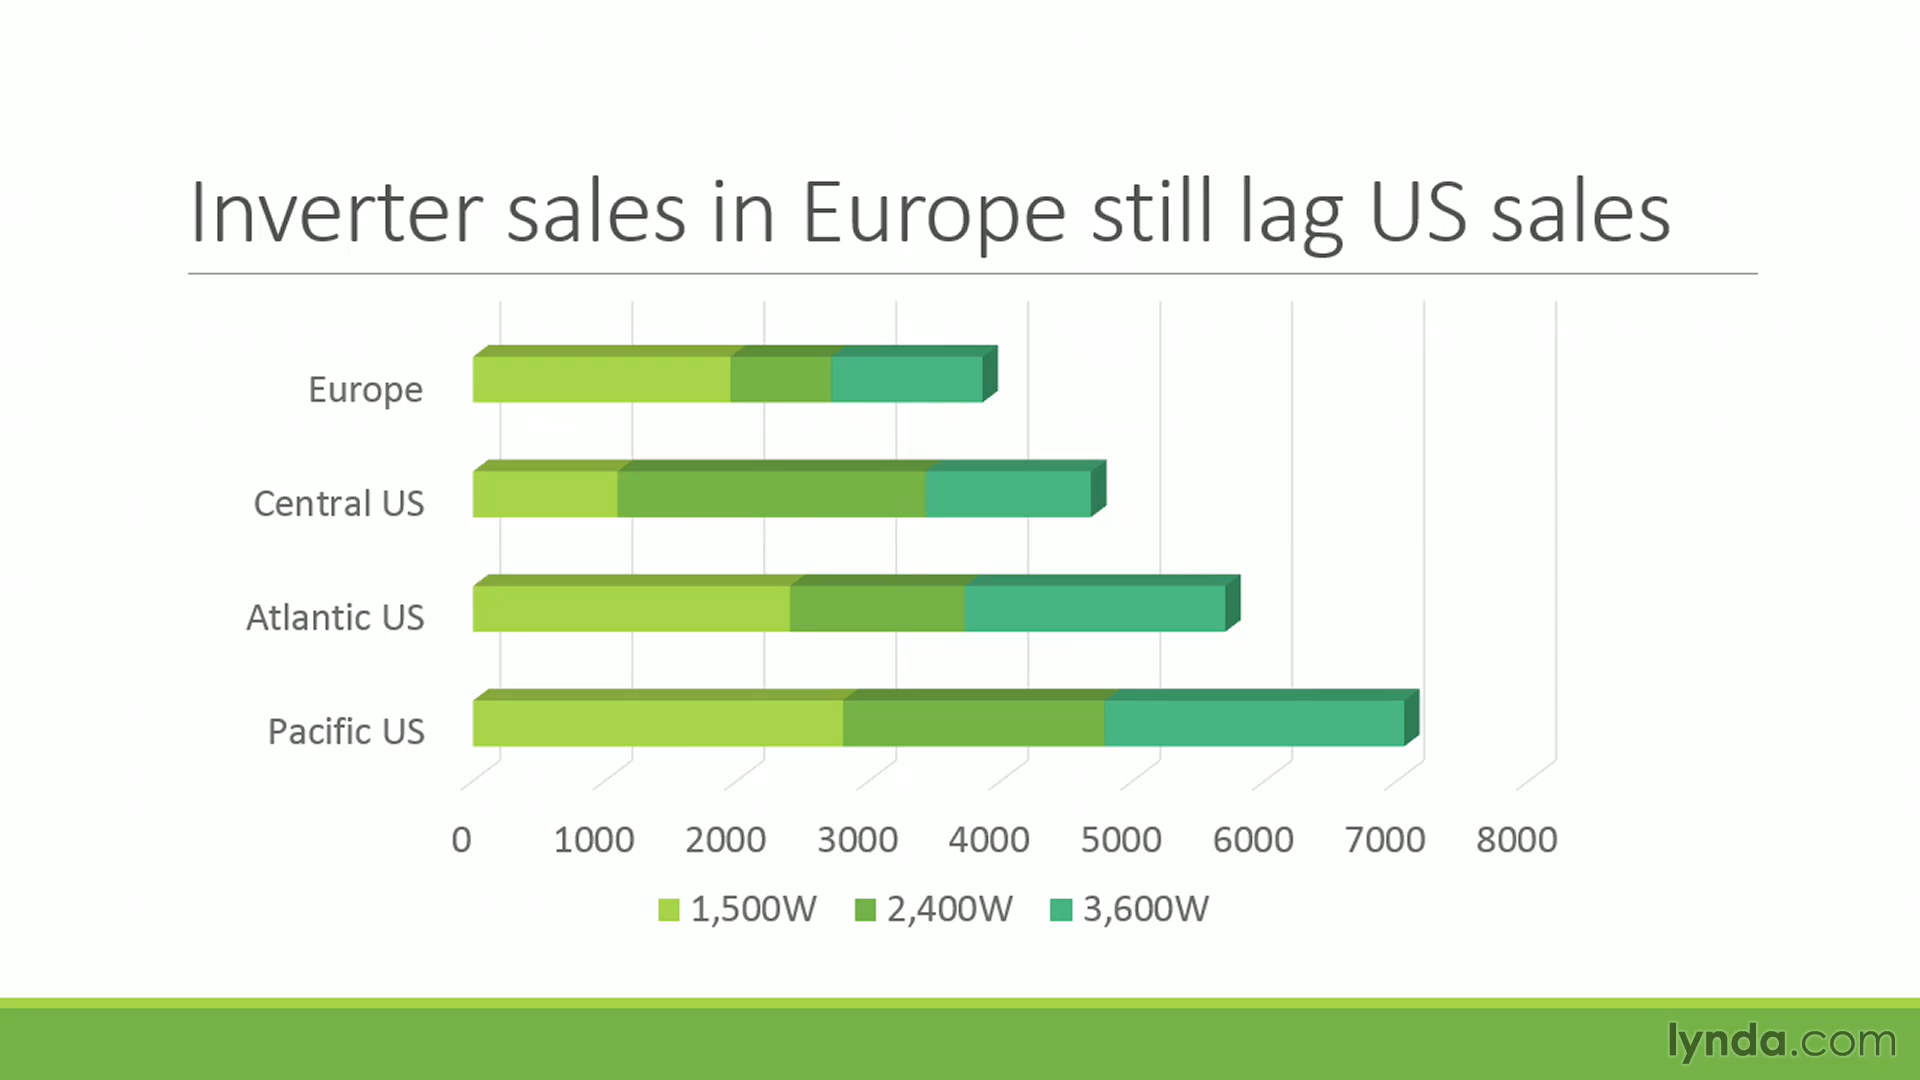 Inverter sales in Europe still lag US sales
Europe
Central US
Atlantic US
Pacific US
0 1000 2000 3000 4000 5000 6000 7000 8000
1,500W 2,400W 3,600W
lynda.com